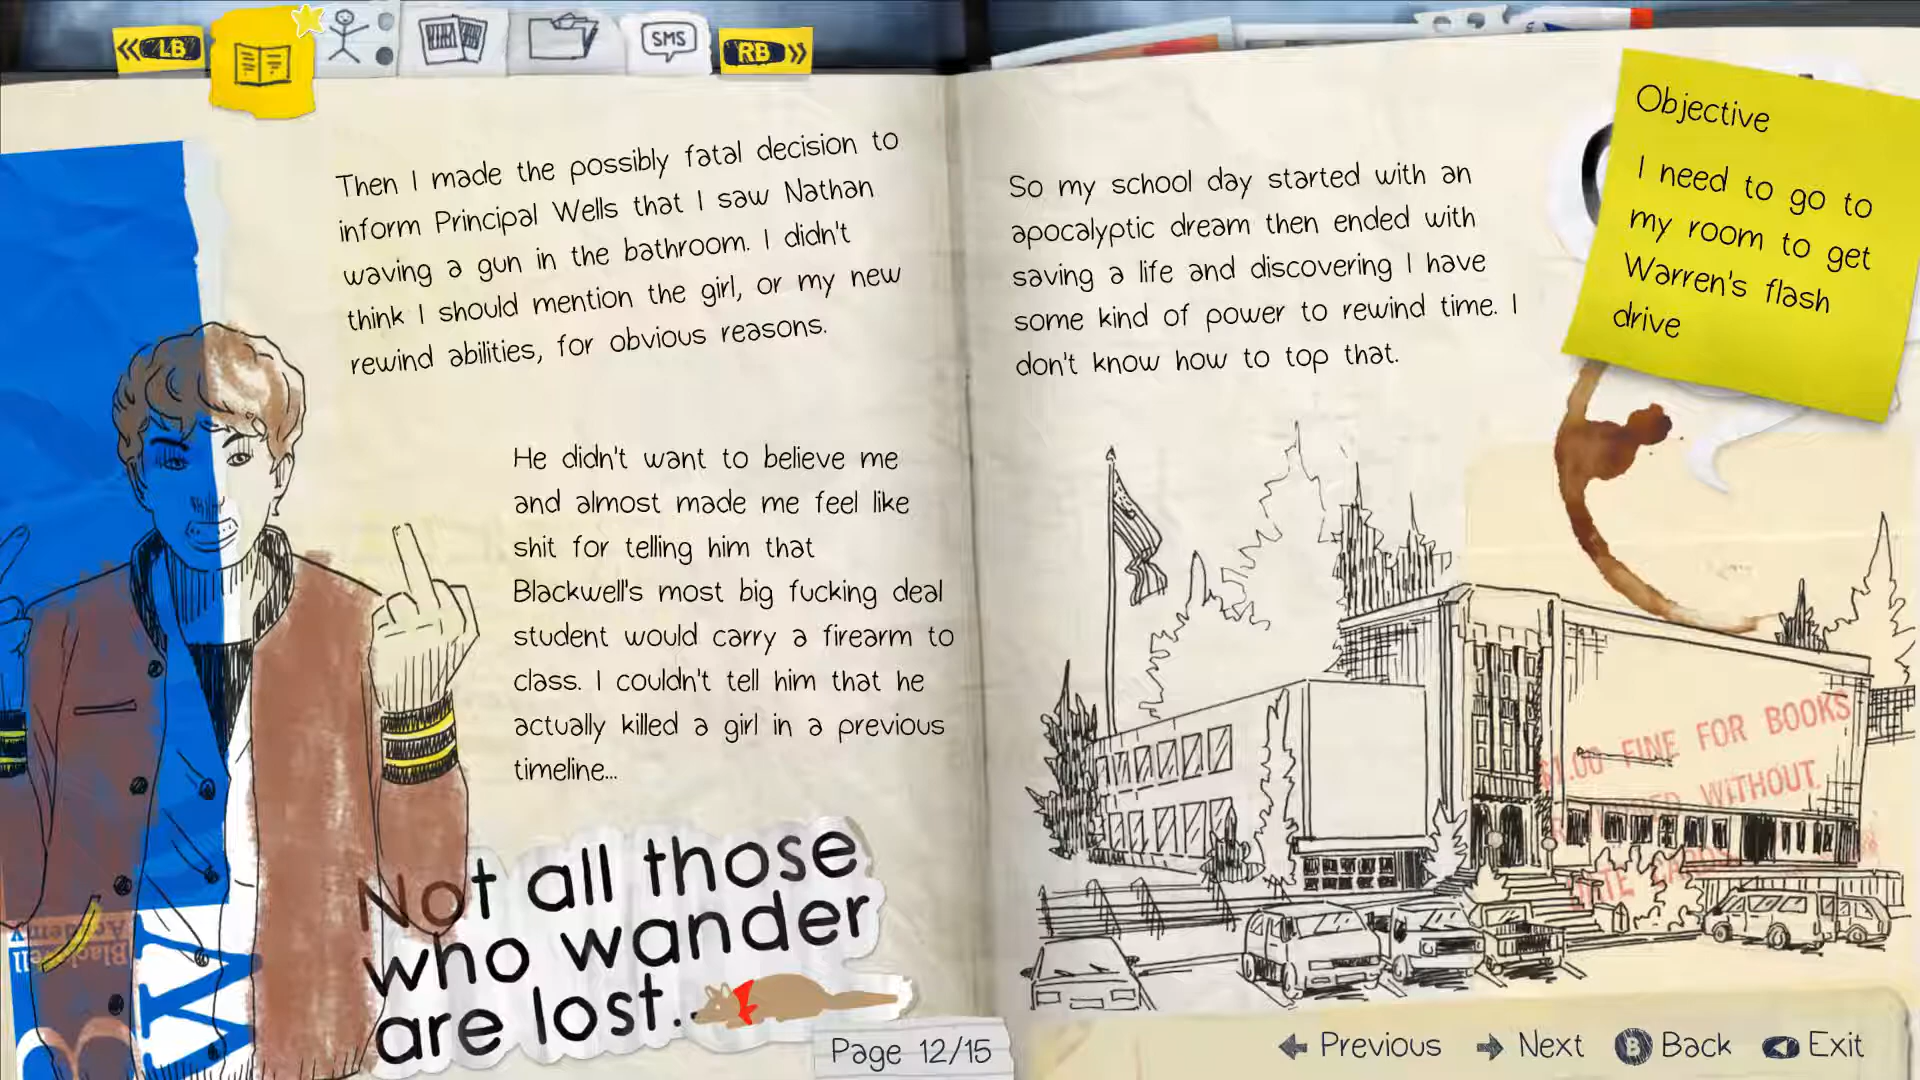 LB
SMS
RB
Then I made the possibly fatal decision to
inform Principal Wells that I saw Nathan
waving a gun in the bathroom. I didn't
think I should mention the girl, or my new
rewind abilities, for obvious reasons.
He didn't want to believe me
and almost made me feel like
shit for telling him that
Blackwell's most big fucking deal
student would carry a firearm to
class. I couldn't tell him that he
actually killed a girl in a previous
timeline...
Not all those
who wander
are lost...
Page 12/15
So my school day started with an
apocalyptic dream then ended with
saving a life and discovering I have
some kind of power to rewind time. I
don't know how to top that.
Objective
I need to go to
my room to get
Warren's flash
drive
$1.00 FINE FOR BOOKS
WITHOUT
Previous
Next
B Back
Exit